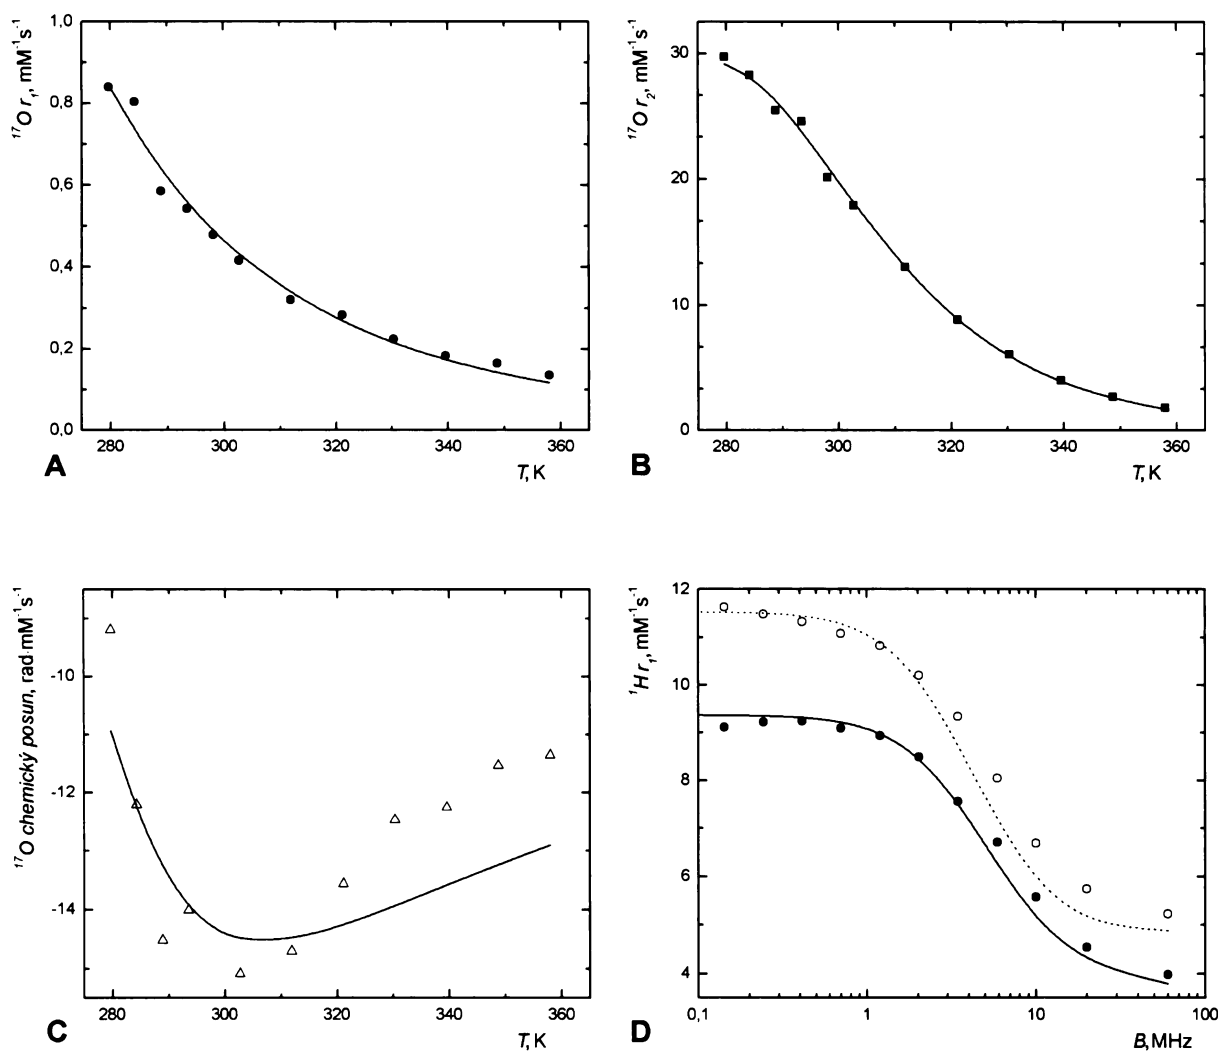 1,0
0,8
0,6
0,4
0,2
0,0
¹⁷O r₁, mM⁻¹s⁻¹
280 300 320 340 360
A
T, K
30
20
10
0
¹⁷O r₂, mM⁻¹s⁻¹
280 300 320 340 360
B
T, K
-10
-12
-14
¹⁷O chemický posun, rad·mM⁻¹s⁻¹
280 300 320 340 360
C
T, K
12
10
8
6
4
¹H r₁, mM⁻¹s⁻¹
0,1 1 10 100
D
B, MHz